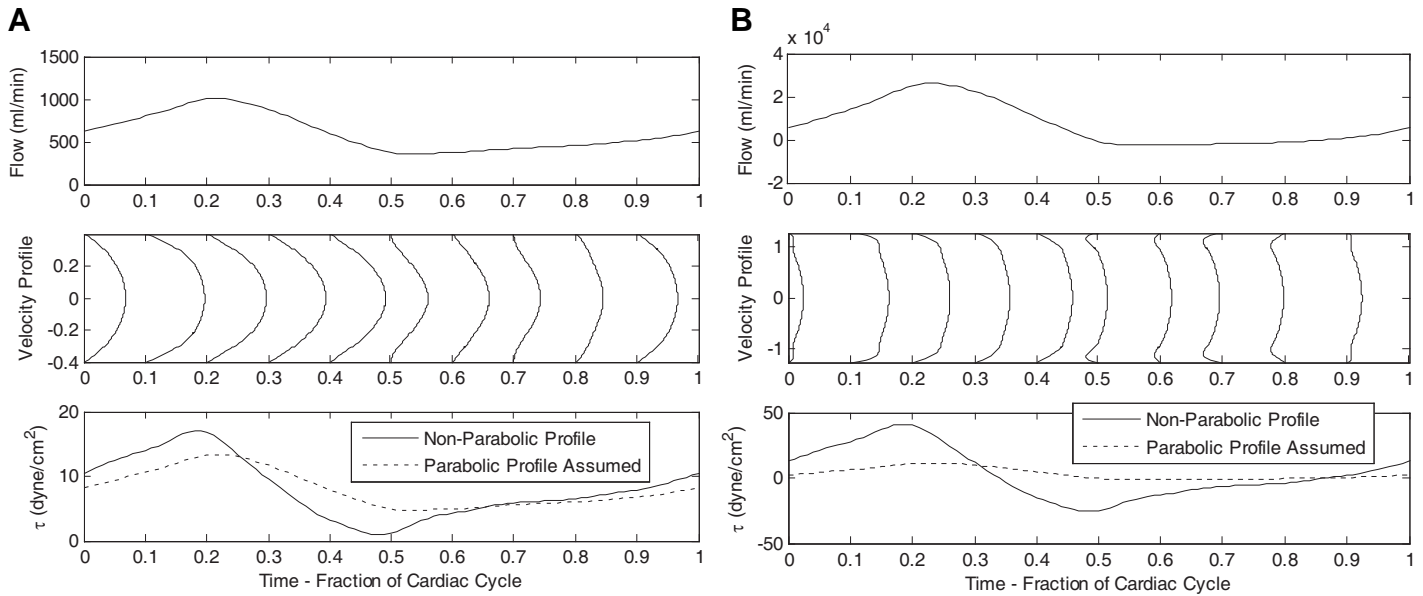 A
Flow (ml/min)
1500
1000
500
0
0 0.1 0.2 0.3 0.4 0.5 0.6 0.7 0.8 0.9 1
Velocity Profile
0.2
0
-0.2
-0.4
0 0.1 0.2 0.3 0.4 0.5 0.6 0.7 0.8 0.9 1
τ (dyne/cm²)
20
10
0
Non-Parabolic Profile
Parabolic Profile Assumed
0 0.1 0.2 0.3 0.4 0.5 0.6 0.7 0.8 0.9 1
Time - Fraction of Cardiac Cycle
B
x 10⁴
Flow (ml/min)
4
2
0
-2
0 0.1 0.2 0.3 0.4 0.5 0.6 0.7 0.8 0.9 1
Velocity Profile
1
0
-1
0 0.1 0.2 0.3 0.4 0.5 0.6 0.7 0.8 0.9 1
τ (dyne/cm²)
50
0
-50
Non-Parabolic Profile
Parabolic Profile Assumed
0 0.1 0.2 0.3 0.4 0.5 0.6 0.7 0.8 0.9 1
Time - Fraction of Cardiac Cycle